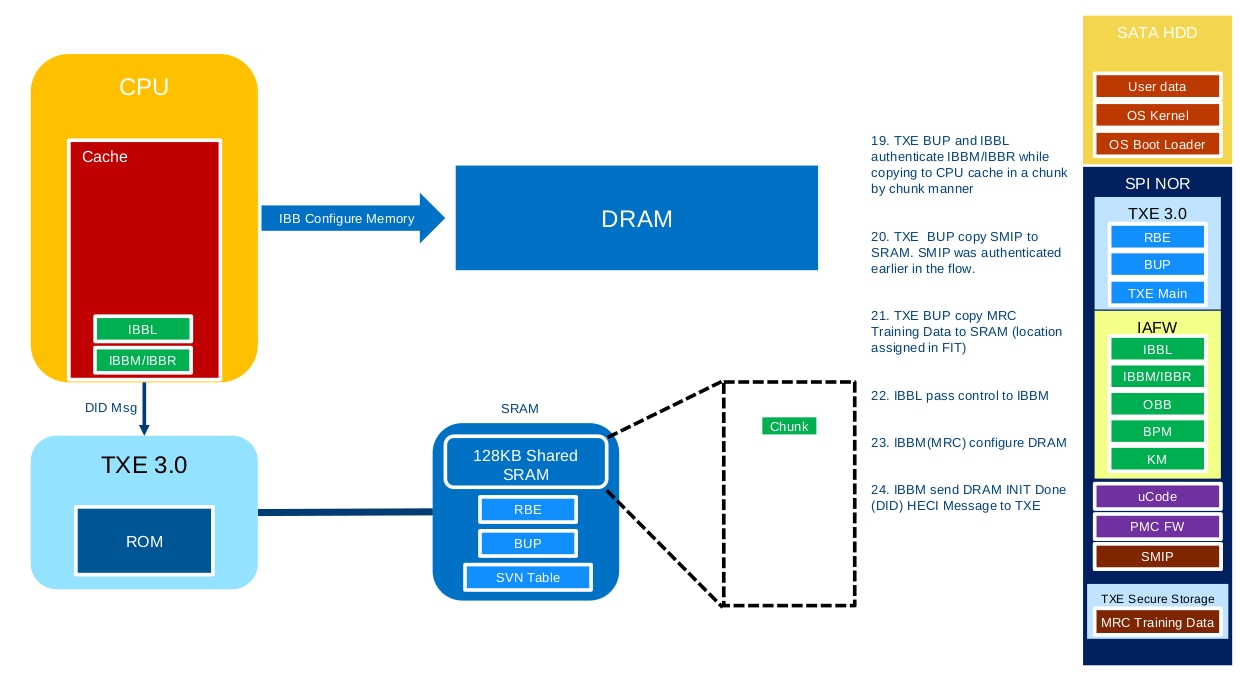 CPU
Cache
IBBL
IBBM/IBBR
IBB Configure Memory
DRAM
DID Msg
TXE 3.0
ROM
SRAM
128KB Shared
SRAM
RBE
BUP
SVN Table
Chunk
19. TXE BUP and IBBL
authenticate IBBM/IBBR while
copying to CPU cache in a chunk
by chunk manner
20. TXE  BUP copy SMIP to
SRAM. SMIP was authenticated
earlier in the flow.
21. TXE BUP copy MRC
Training Data to SRAM (location
assigned in FIT)
22. IBBL pass control to IBBM
23. IBBM(MRC) configure DRAM
24. IBBM send DRAM INIT Done
(DID) HECI Message to TXE
SATA HDD
User data
OS Kernel
OS Boot Loader
SPI NOR
TXE 3.0
RBE
BUP
TXE Main
IAFW
IBBL
IBBM/IBBR
OBB
BPM
KM
uCode
PMC FW
SMIP
TXE Secure Storage
MRC Training Data